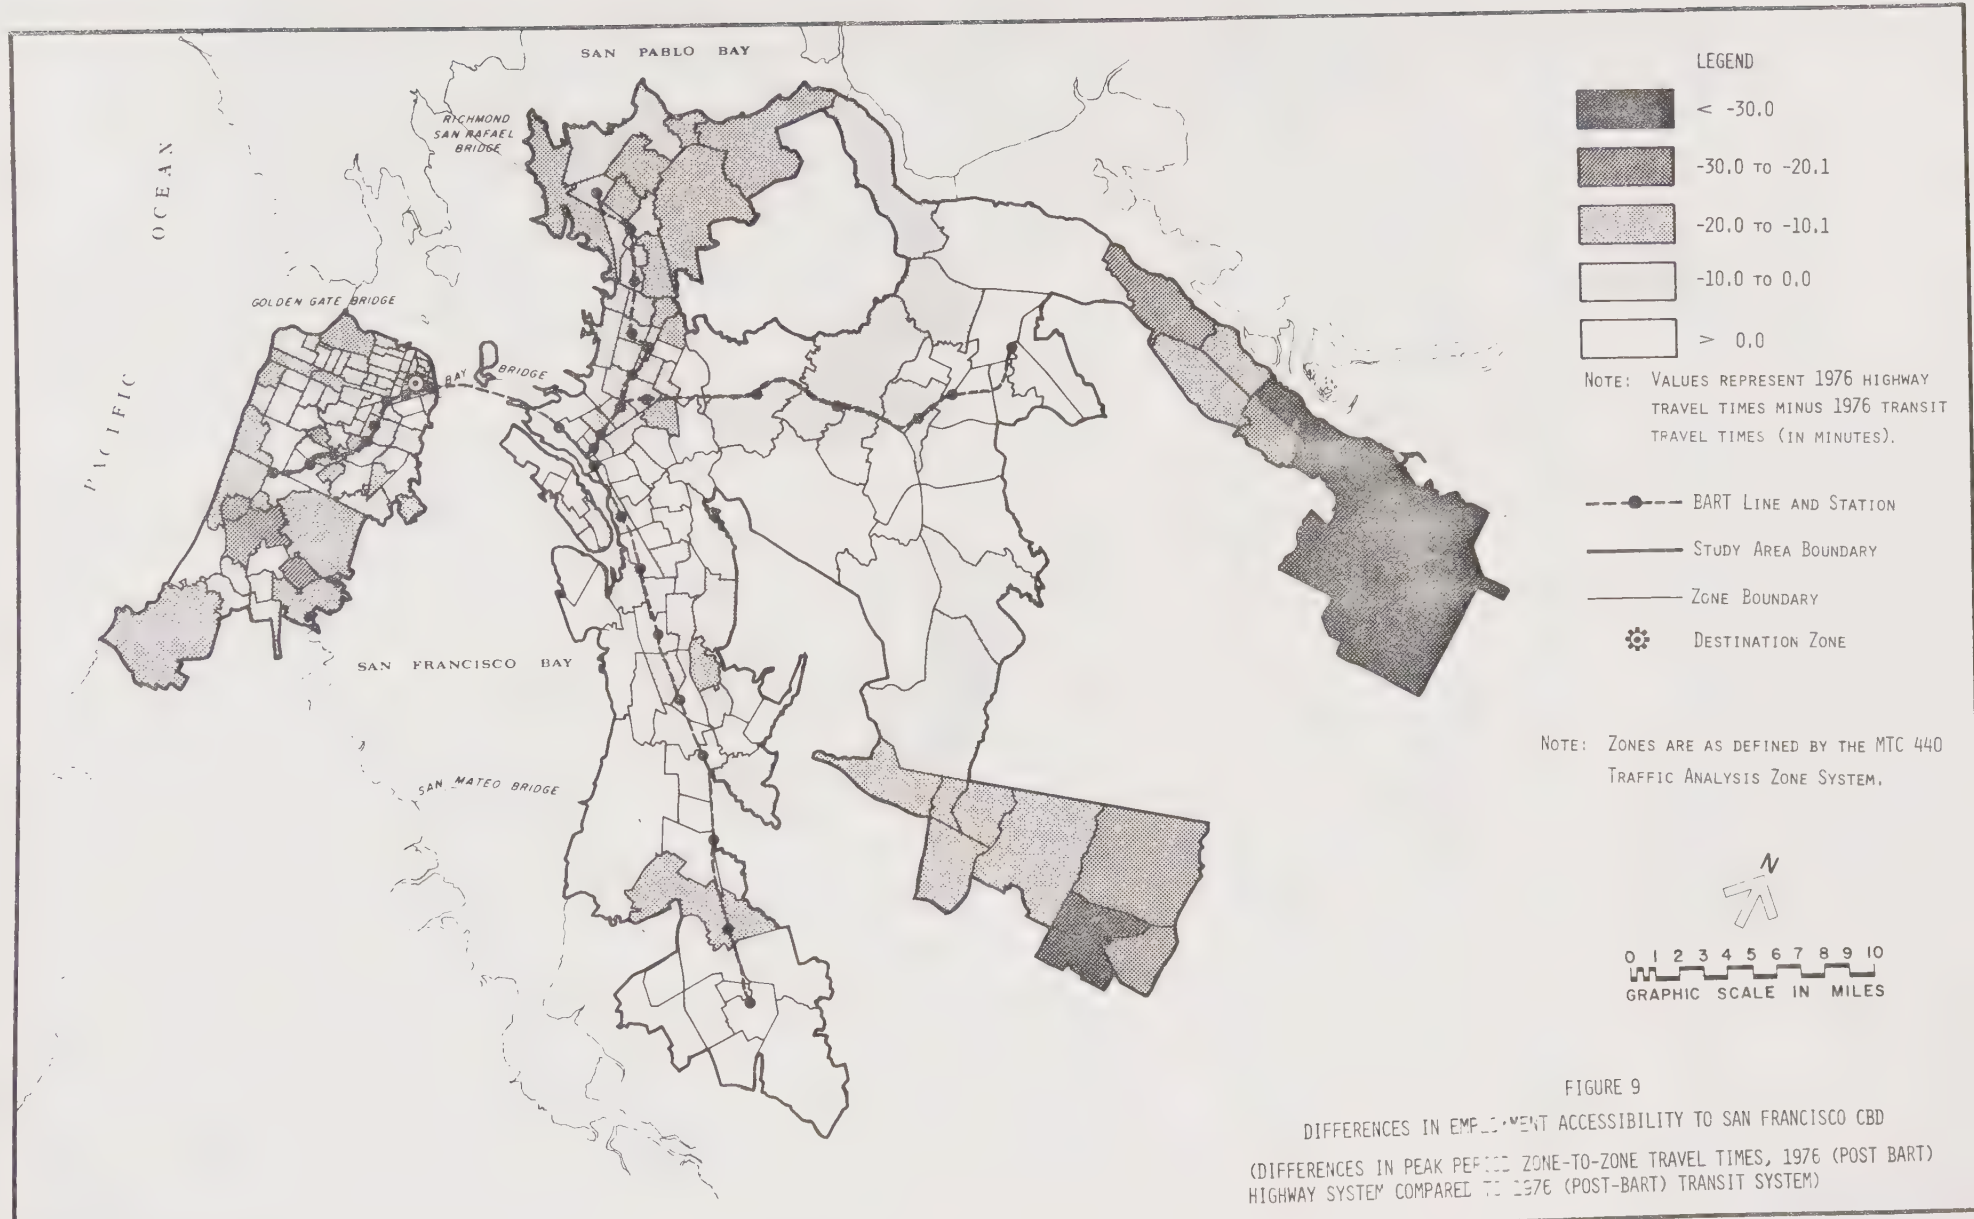 SAN PABLO BAY
RICHMOND
SAN RAFAEL
BRIDGE
OCEAN
PACIFIC
GOLDEN GATE BRIDGE
BAY BRIDGE
SAN FRANCISCO BAY
SAN MATEO BRIDGE
LEGEND
< -30.0
-30.0 TO -20.1
-20.0 TO -10.1
-10.0 TO 0.0
> 0.0
NOTE: VALUES REPRESENT 1976 HIGHWAY
TRAVEL TIMES MINUS 1976 TRANSIT
TRAVEL TIMES (IN MINUTES).
BART LINE AND STATION
STUDY AREA BOUNDARY
ZONE BOUNDARY
DESTINATION ZONE
NOTE: ZONES ARE AS DEFINED BY THE MTC 440
TRAFFIC ANALYSIS ZONE SYSTEM.
N
0 1 2 3 4 5 6 7 8 9 10
GRAPHIC SCALE IN MILES
FIGURE 9
DIFFERENCES IN EMPLOYMENT ACCESSIBILITY TO SAN FRANCISCO CBD
(DIFFERENCES IN PEAK PERIOD ZONE-TO-ZONE TRAVEL TIMES, 1976 (POST BART)
HIGHWAY SYSTEM COMPARED TO 1976 (POST-BART) TRANSIT SYSTEM)